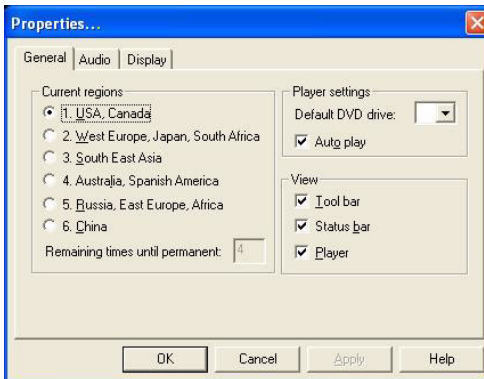 Properties...
General Audio Display
Current regions
1. USA, Canada
2. West Europe, Japan, South Africa
3. South East Asia
4. Australia, Spanish America
5. Russia, East Europe, Africa
6. China
Remaining times until permanent: 4
Player settings
Default DVD drive:
Auto play
View
Tool bar
Status bar
Player
OK Cancel Apply Help